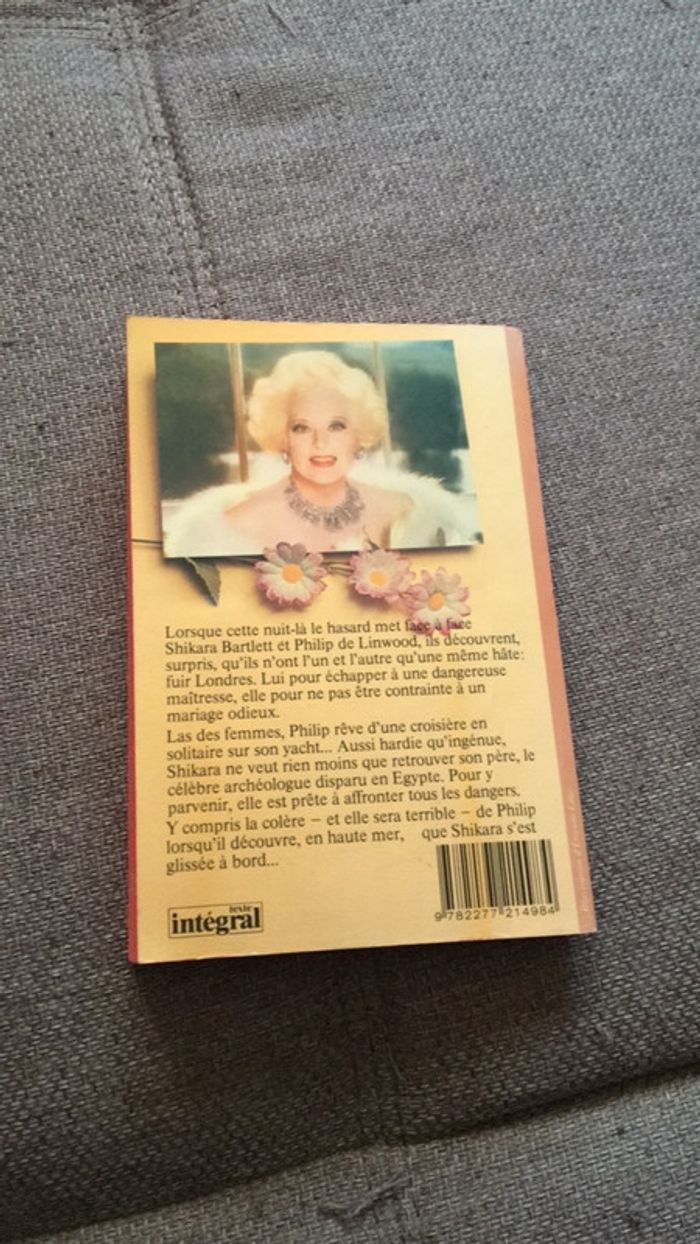 Lorsque cette nuit-là le hasard met face à face
Shikara Bartlett et Philip de Linwood, ils découvrent,
surpris, qu'ils n'ont l'un et l'autre qu'une même hâte:
fuir Londres. Lui pour échapper à une dangereuse
maîtresse, elle pour ne pas être contrainte à un
mariage odieux.
Las des femmes, Philip rêve d'une croisière en
solitaire sur son yacht... Aussi hardie qu'ingénue,
Shikara ne veut rien moins que retrouver son père, le
célèbre archéologue disparu en Egypte. Pour y
parvenir, elle est prête à affronter tous les dangers.
Y compris la colère – et elle sera terrible – de Philip
lorsqu'il découvre, en haute mer, que Shikara s'est
glissée à bord...
texte
intégral
9 782277 214984